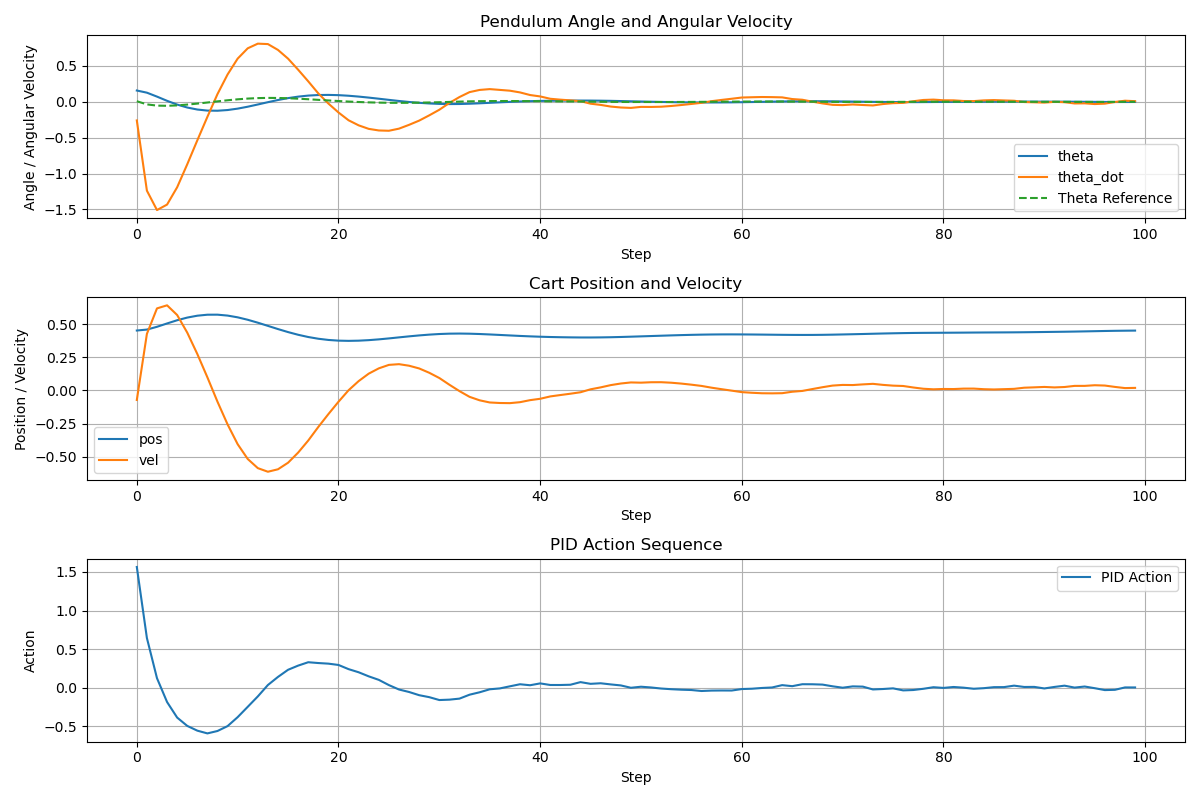 Pendulum Angle and Angular Velocity
Angle / Angular Velocity
0.5
0.0
−0.5
−1.0
−1.5
theta
theta_dot
Theta Reference
0 20 40 60 80 100
Step
Cart Position and Velocity
Position / Velocity
0.50
0.25
0.00
−0.25
−0.50
pos
vel
0 20 40 60 80 100
Step
PID Action Sequence
Action
1.5
1.0
0.5
0.0
−0.5
PID Action
0 20 40 60 80 100
Step